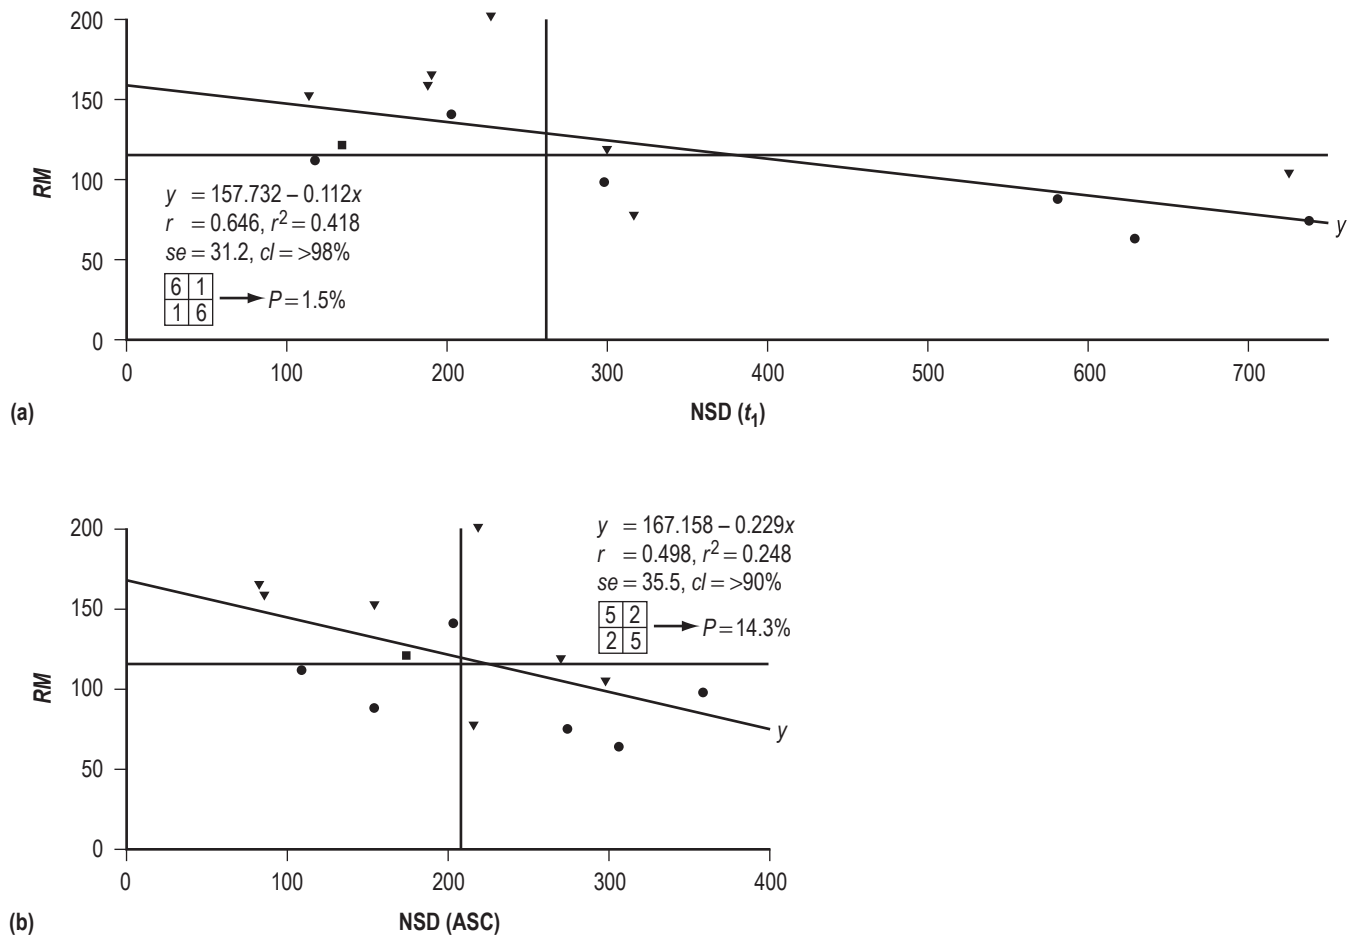 200
150
100
50
0
RM
y = 157.732 – 0.112x
r = 0.646, r² = 0.418
se = 31.2, cl = >98%
6 1
1 6
P = 1.5%
y
0 100 200 300 400 500 600 700
(a)
NSD (t₁)
200
150
100
50
0
RM
y = 167.158 – 0.229x
r = 0.498, r² = 0.248
se = 35.5, cl = >90%
5 2
2 5
P = 14.3%
y
0 100 200 300 400
(b)
NSD (ASC)